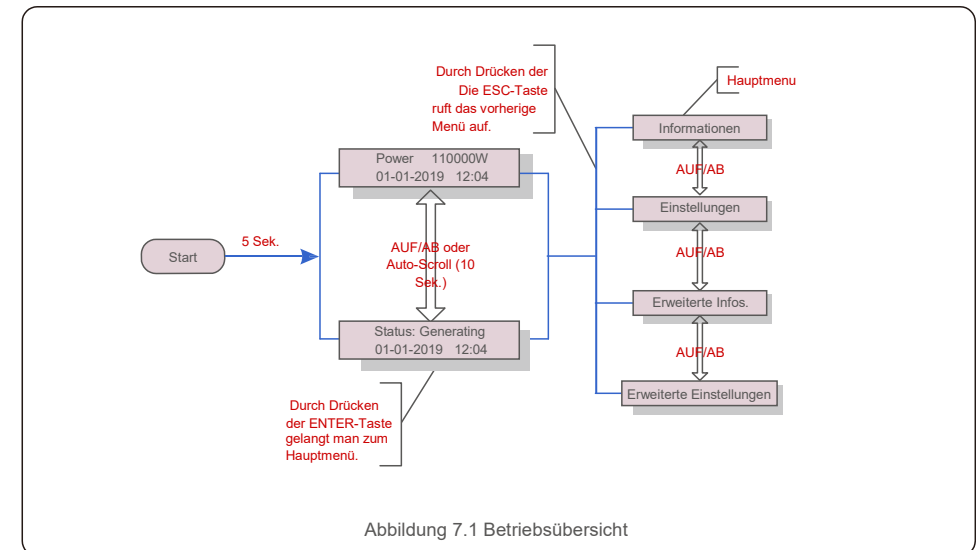 Durch Drücken der
Die ESC-Taste
ruft das vorherige
Menü auf.
Hauptmenu
Informationen
Power 110000W
01-01-2019 12:04
AUF/AB
Einstellungen
5 Sek.
Start
AUF/AB oder
Auto-Scroll (10
Sek.)
AUF/AB
Erweiterte Infos.
Status: Generating
01-01-2019 12:04
AUF/AB
Erweiterte Einstellungen
Durch Drücken
der ENTER-Taste
gelangt man zum
Hauptmenü.
Abbildung 7.1 Betriebsübersicht